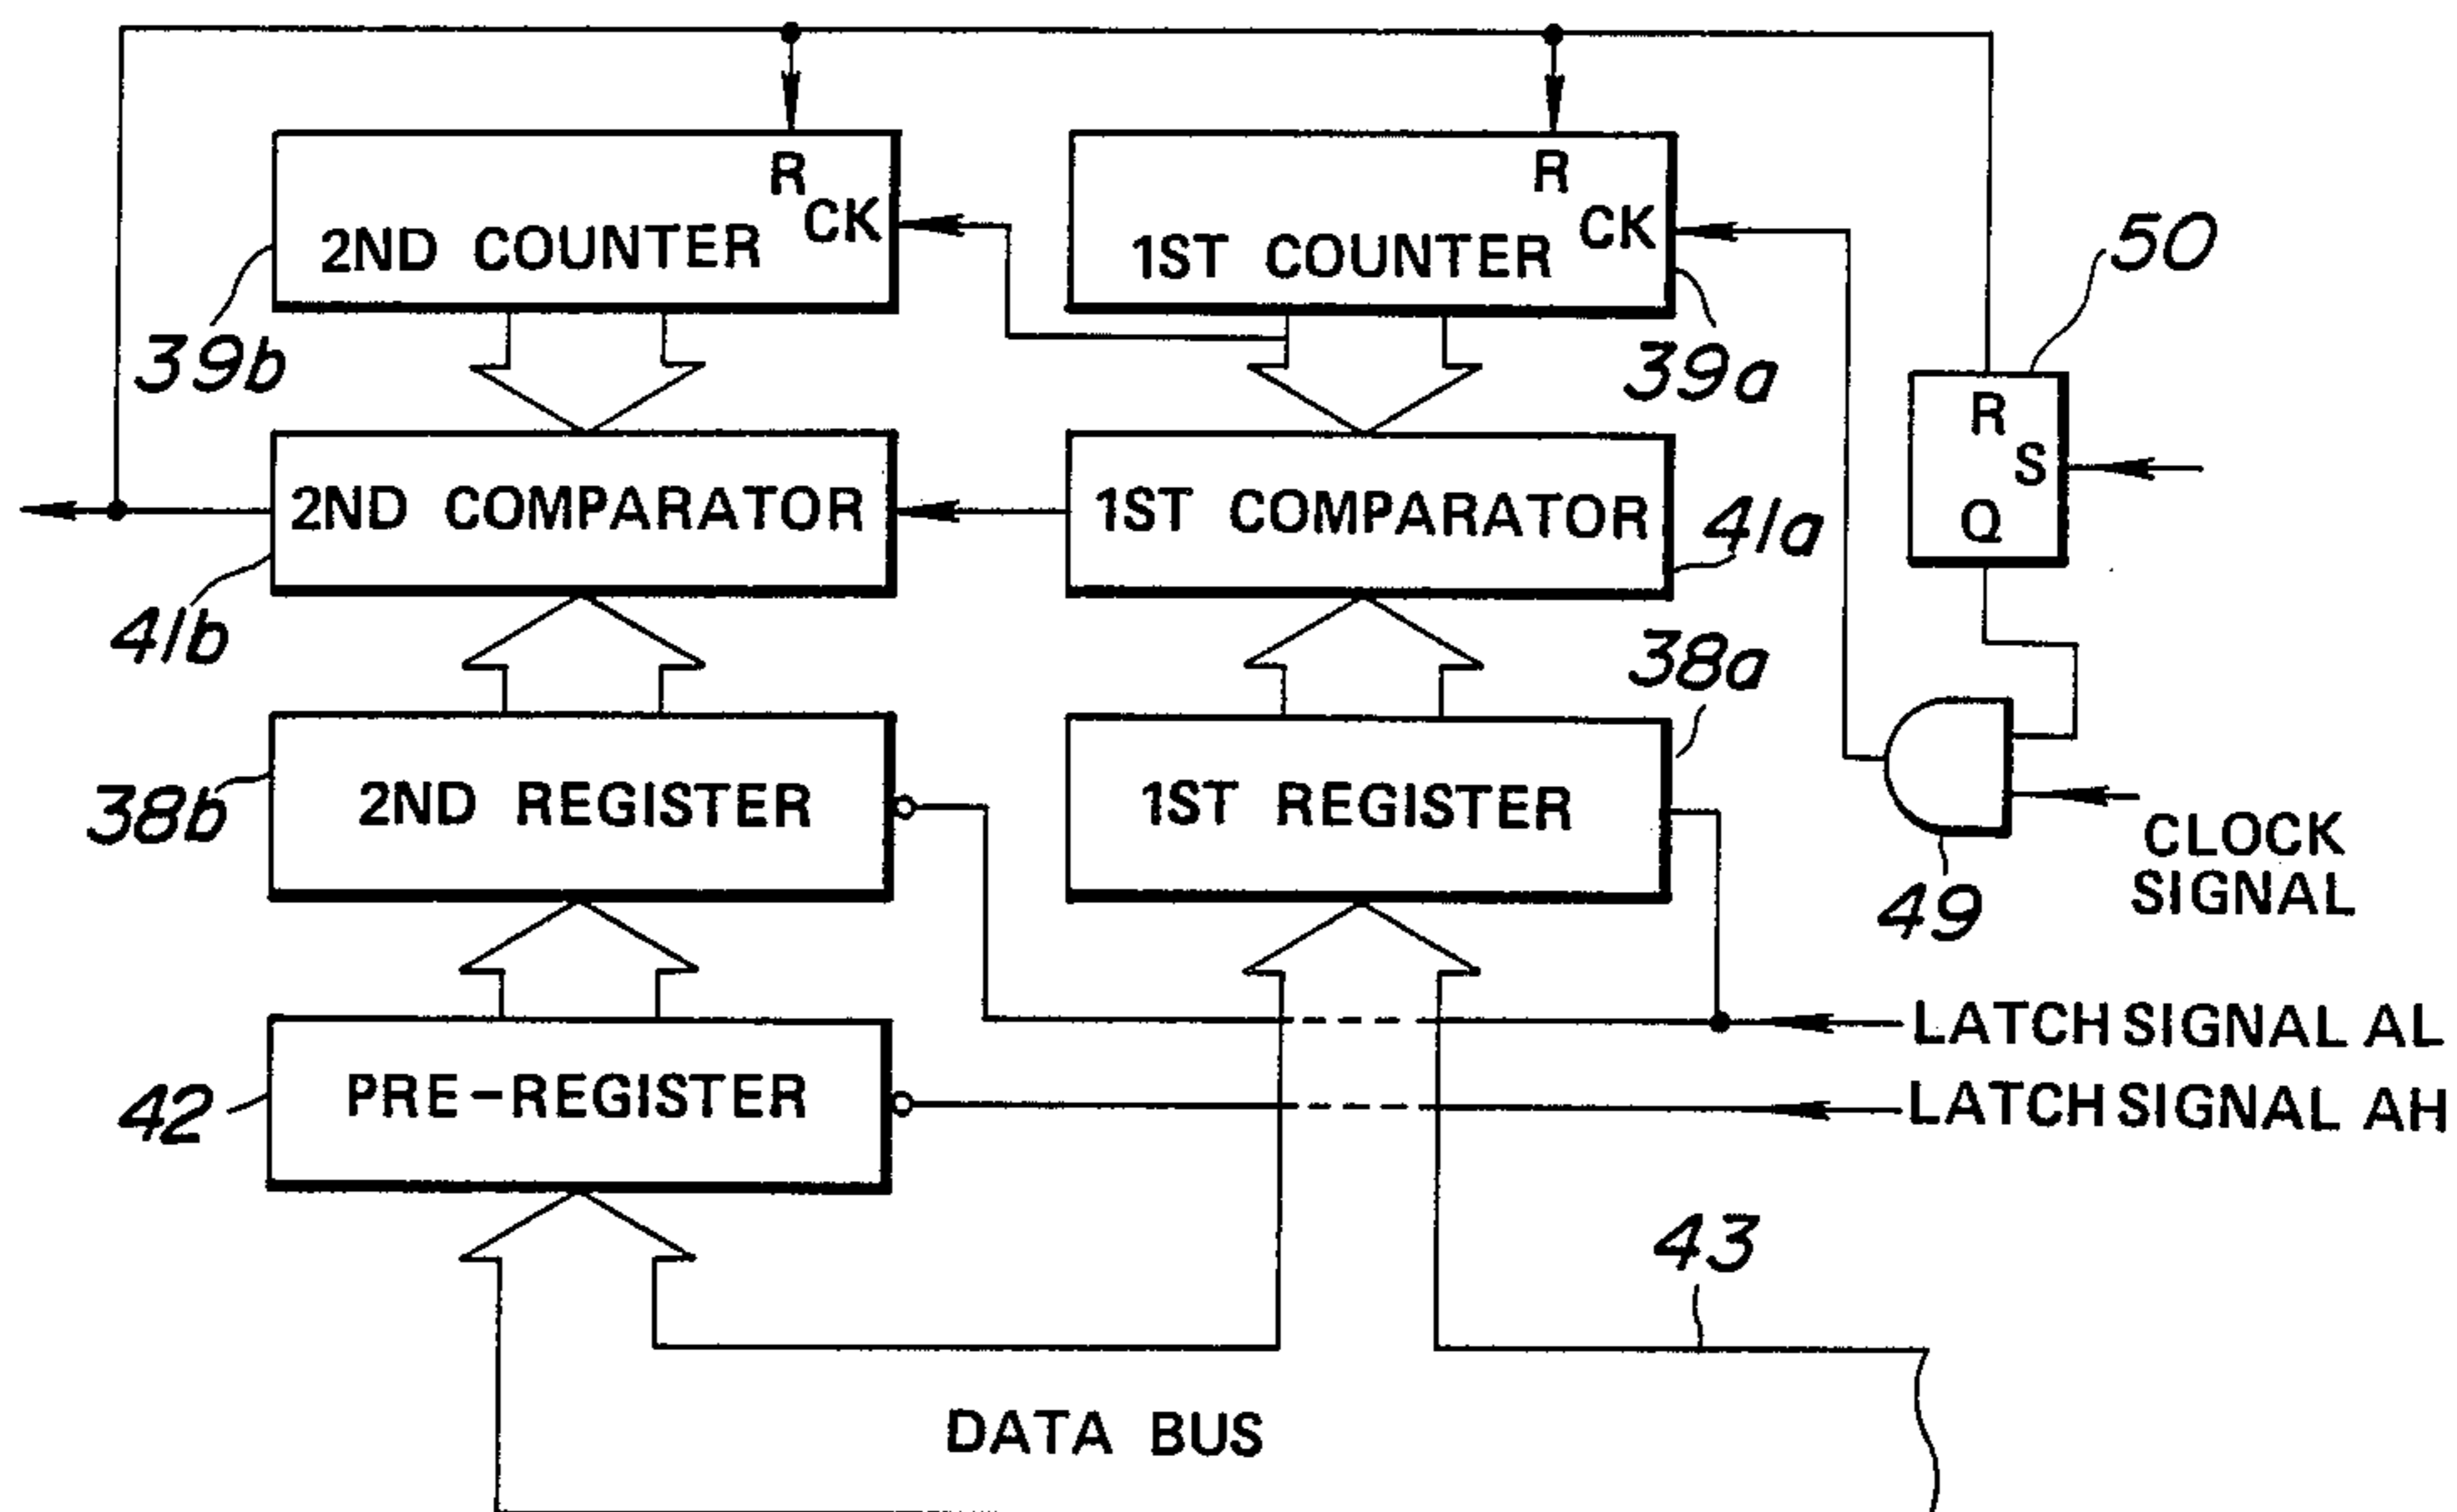 R
R
CK
CK
2ND COUNTER
1ST COUNTER
50
39b
39a
R
S
Q
2ND COMPARATOR
1ST COMPARATOR
41a
41b
38a
2ND REGISTER
1ST REGISTER
38b
CLOCK
SIGNAL
49
LATCH SIGNAL AL
PRE-REGISTER
LATCH SIGNAL AH
42
43
DATA BUS